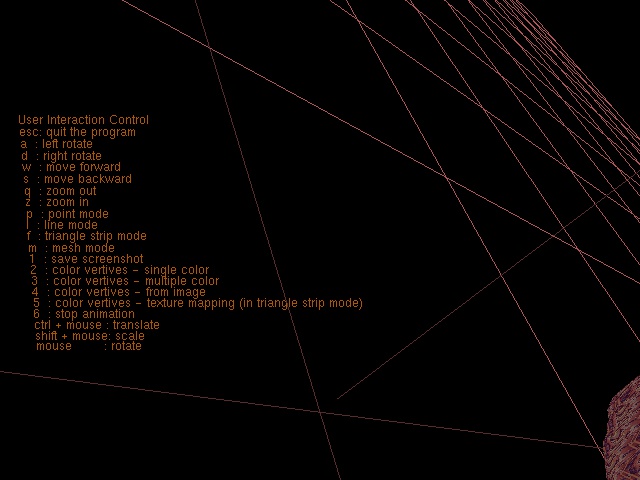 User Interaction Control
esc: quit the program
a : left rotate
d : right rotate
w : move forward
s : move backward
q : zoom out
z : zoom in
p : point mode
l : line mode
f : triangle strip mode
m : mesh mode
1 : save screenshot
2 : color vertives - single color
3 : color vertives - multiple color
4 : color vertives - from image
5 : color vertives - texture mapping (in triangle strip mode)
6 : stop animation
ctrl + mouse : translate
shift + mouse: scale
mouse : rotate